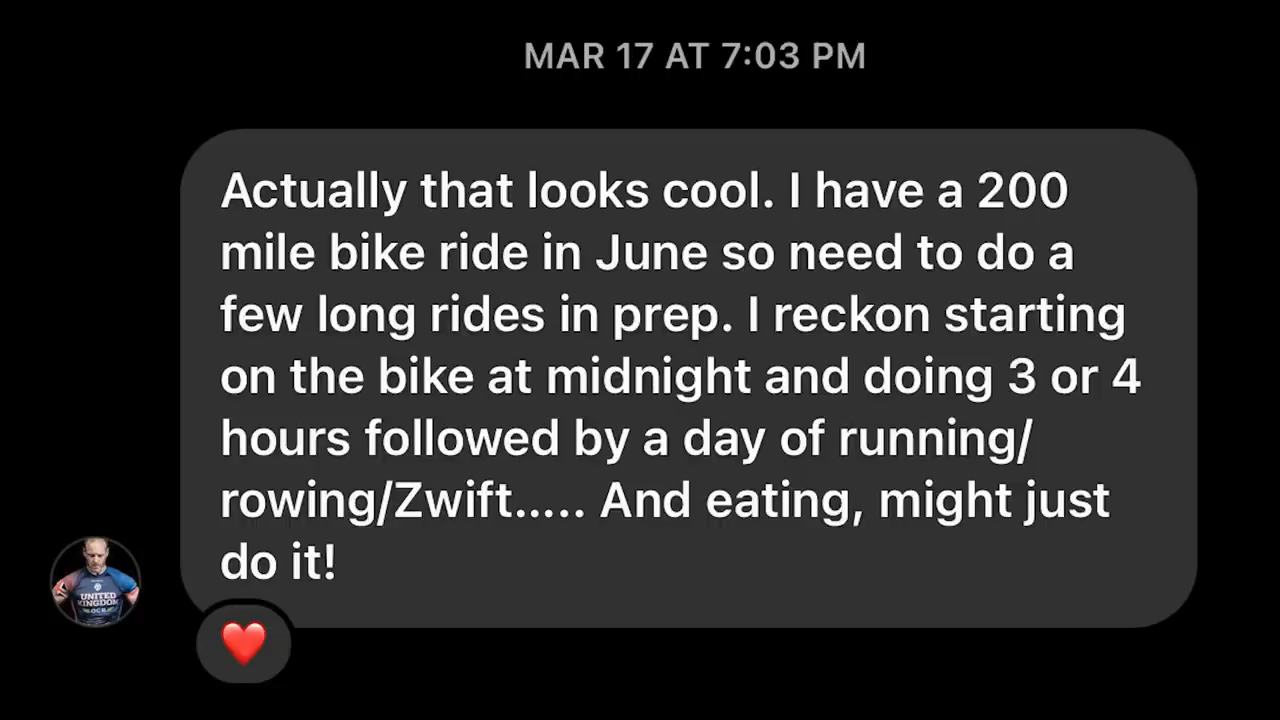 MAR 17 AT 7:03 PM
Actually that looks cool. I have a 200
mile bike ride in June so need to do a
few long rides in prep. I reckon starting
on the bike at midnight and doing 3 or 4
hours followed by a day of running/
rowing/Zwift..... And eating, might just
do it!
UNITED
KINGDOM